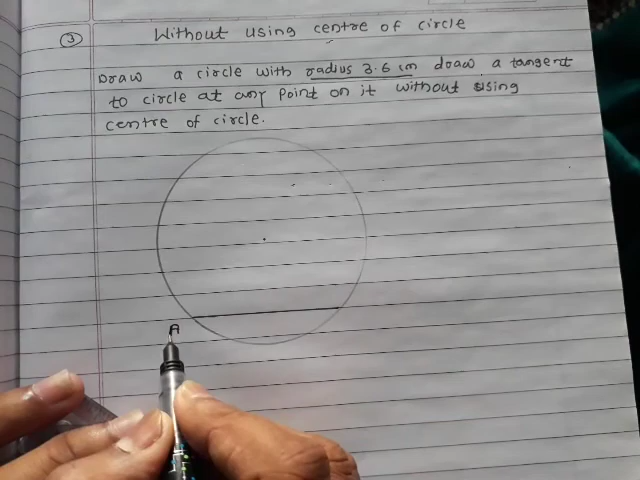 ③ Without using centre of circle
Draw a circle with radius 3.6 cm draw a tangent
to circle at any point on it without using
centre of circle.
A